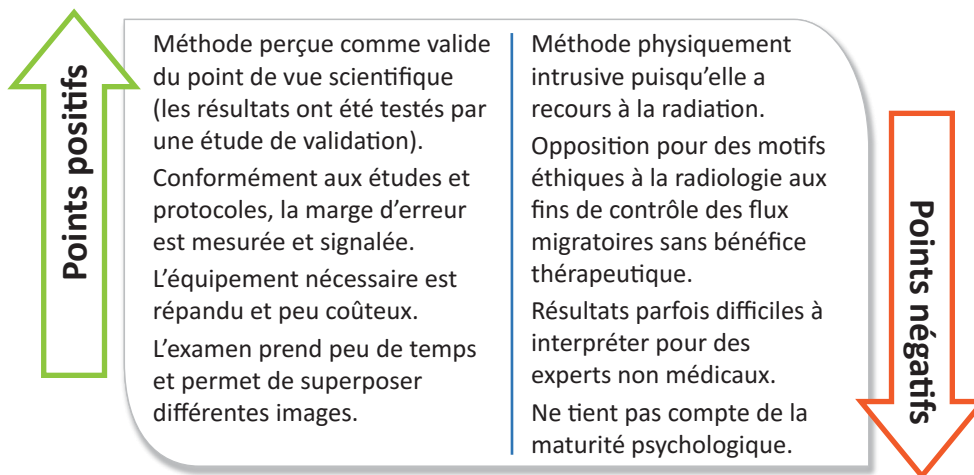 Points positifs
Méthode perçue comme valide
du point de vue scientifique
(les résultats ont été testés par
une étude de validation).
Conformément aux études et
protocoles, la marge d'erreur
est mesurée et signalée.
L'équipement nécessaire est
répandu et peu coûteux.
L'examen prend peu de temps
et permet de superposer
différentes images.
Méthode physiquement
intrusive puisqu'elle a
recours à la radiation.
Opposition pour des motifs
éthiques à la radiologie aux
fins de contrôle des flux
migratoires sans bénéfice
thérapeutique.
Résultats parfois difficiles à
interpréter pour des
experts non médicaux.
Ne tient pas compte de la
maturité psychologique.
Points négatifs